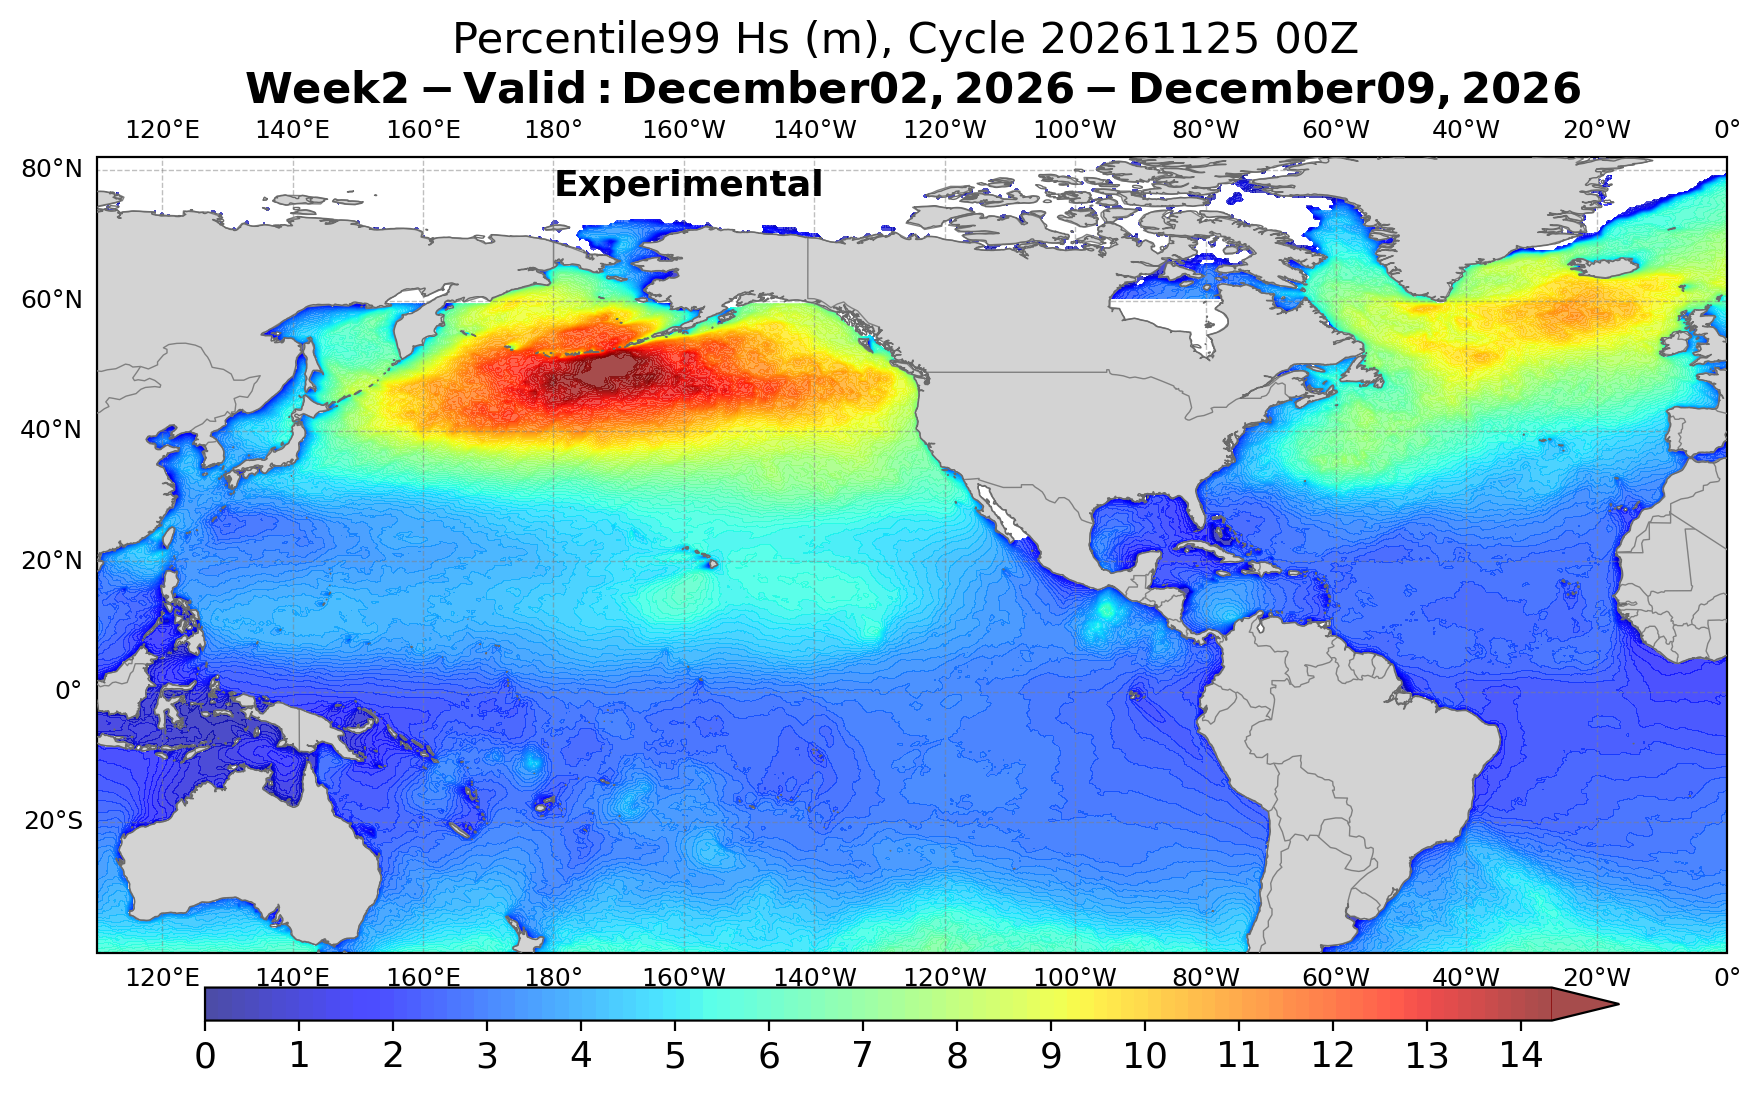 Percentile99 Hs (m), Cycle 20261125 00Z
Week2 − Valid : December02, 2026 − December09, 2026
120°E 140°E 160°E 180° 160°W 140°W 120°W 100°W 80°W 60°W 40°W 20°W 0°
80°N
Experimental
60°N
40°N
20°N
0°
20°S
120°E 140°E 160°E 180° 160°W 140°W 120°W 100°W 80°W 60°W 40°W 20°W 0°
0 1 2 3 4 5 6 7 8 9 10 11 12 13 14